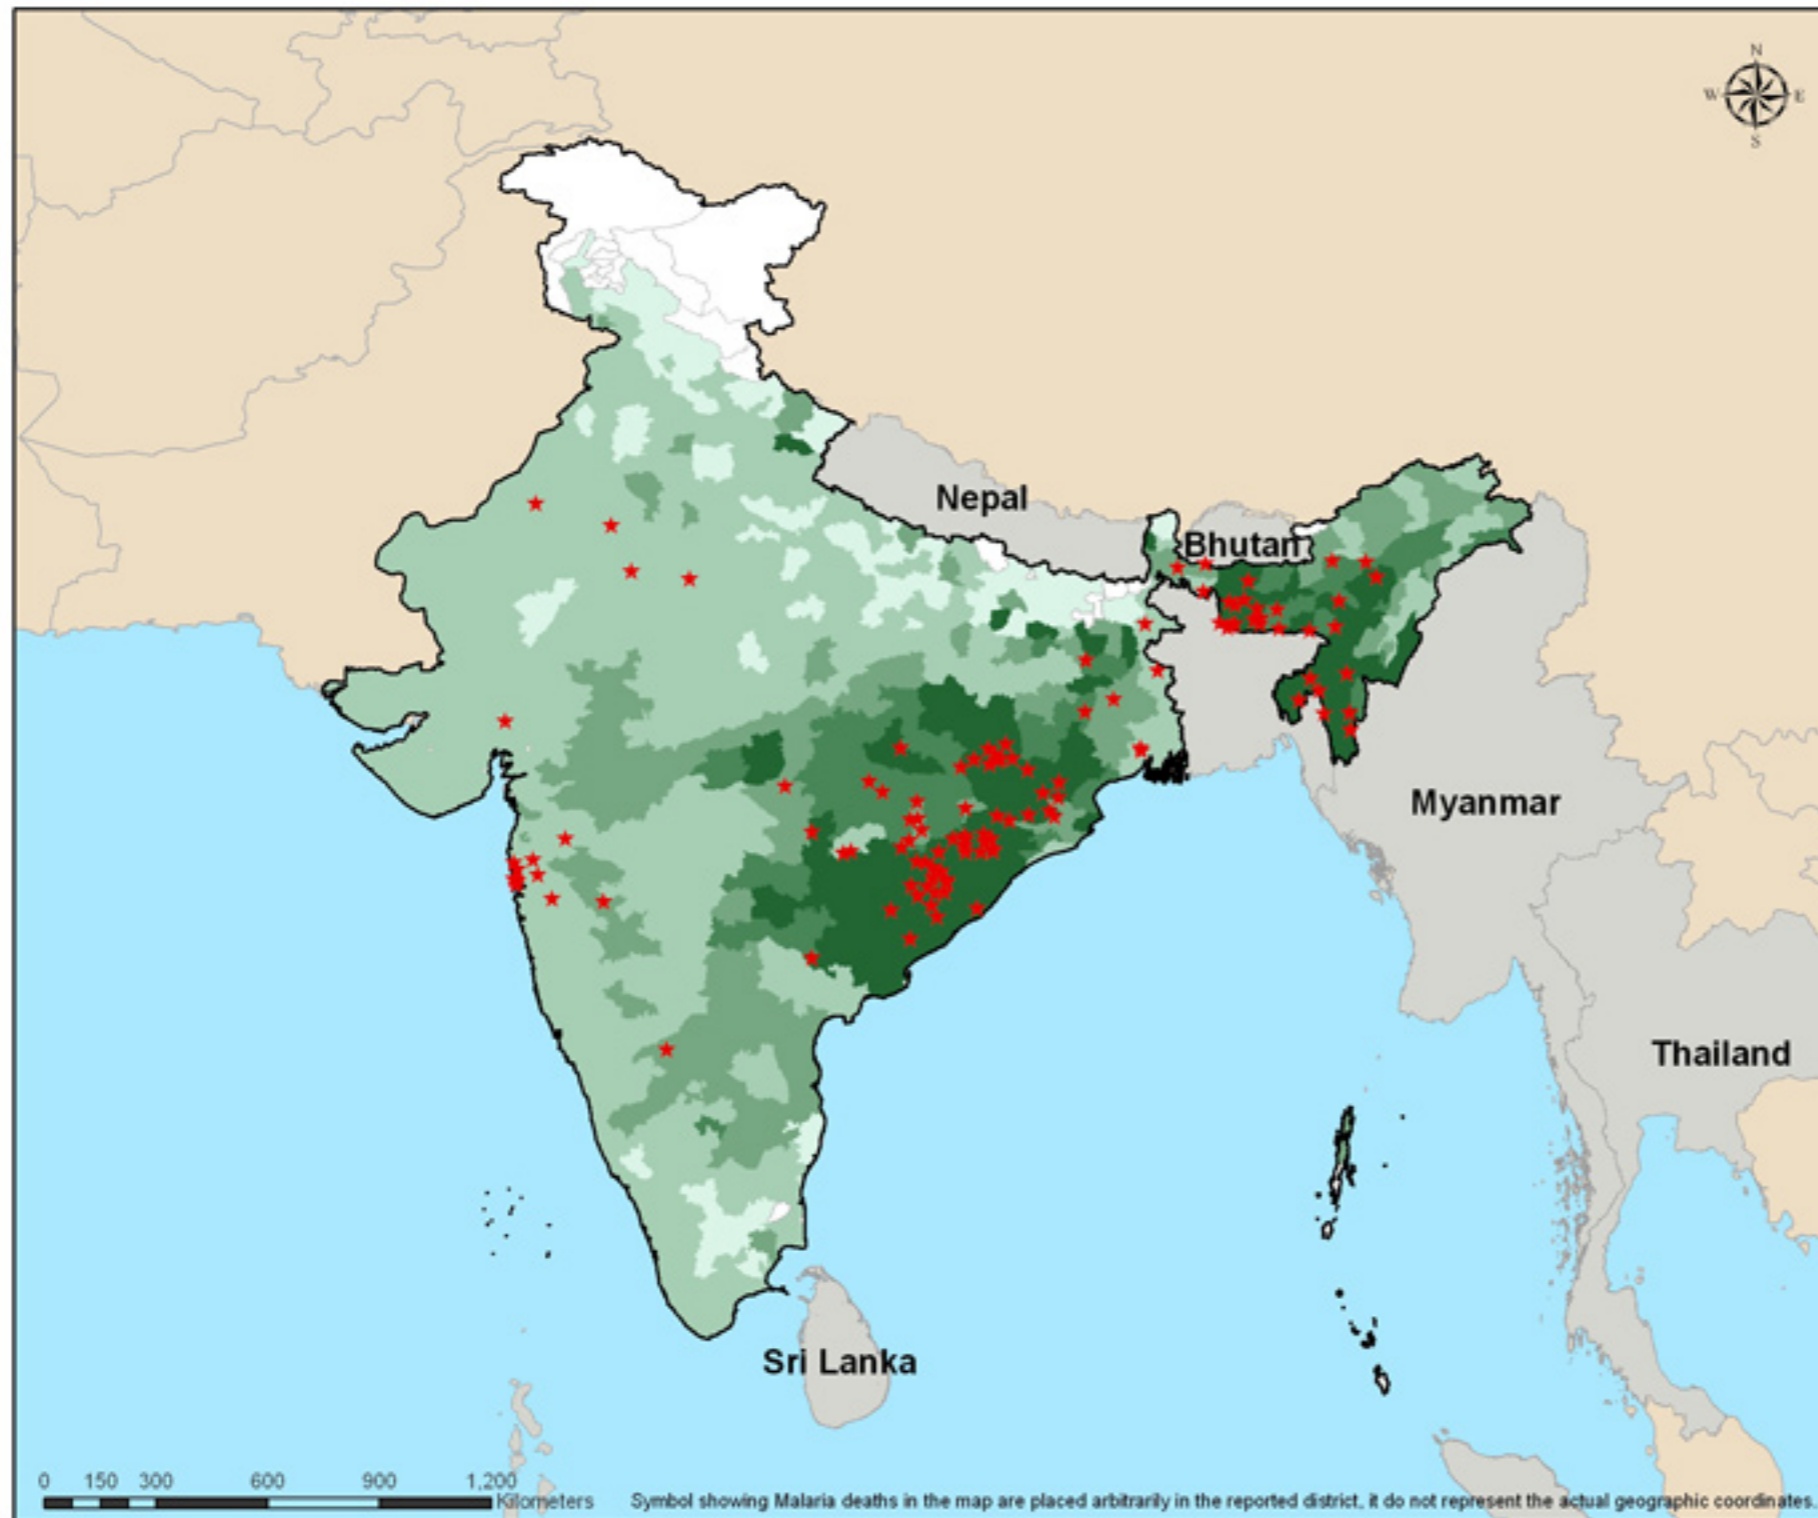 N
W E
S
Nepal
Bhutan
Myanmar
Thailand
Sri Lanka
0 150 300 600 900 1,200
Kilometers
Symbol showing Malaria deaths in the map are placed arbitrarily in the reported district, it do not represent the actual geographic coordinates.